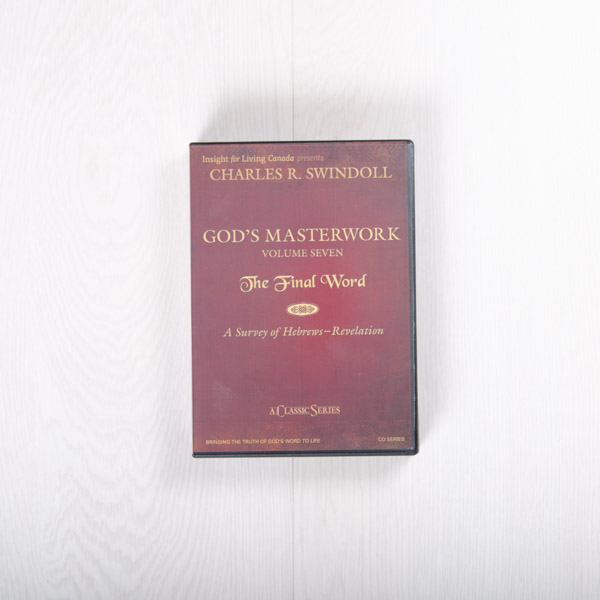 Insight for Living Canada presents
CHARLES R. SWINDOLL
GOD'S MASTERWORK
VOLUME SEVEN
The Final Word
A Survey of Hebrews–Revelation
A CLASSIC SERIES
BRINGING THE TRUTH OF GOD'S WORD TO LIFE
CD SERIES